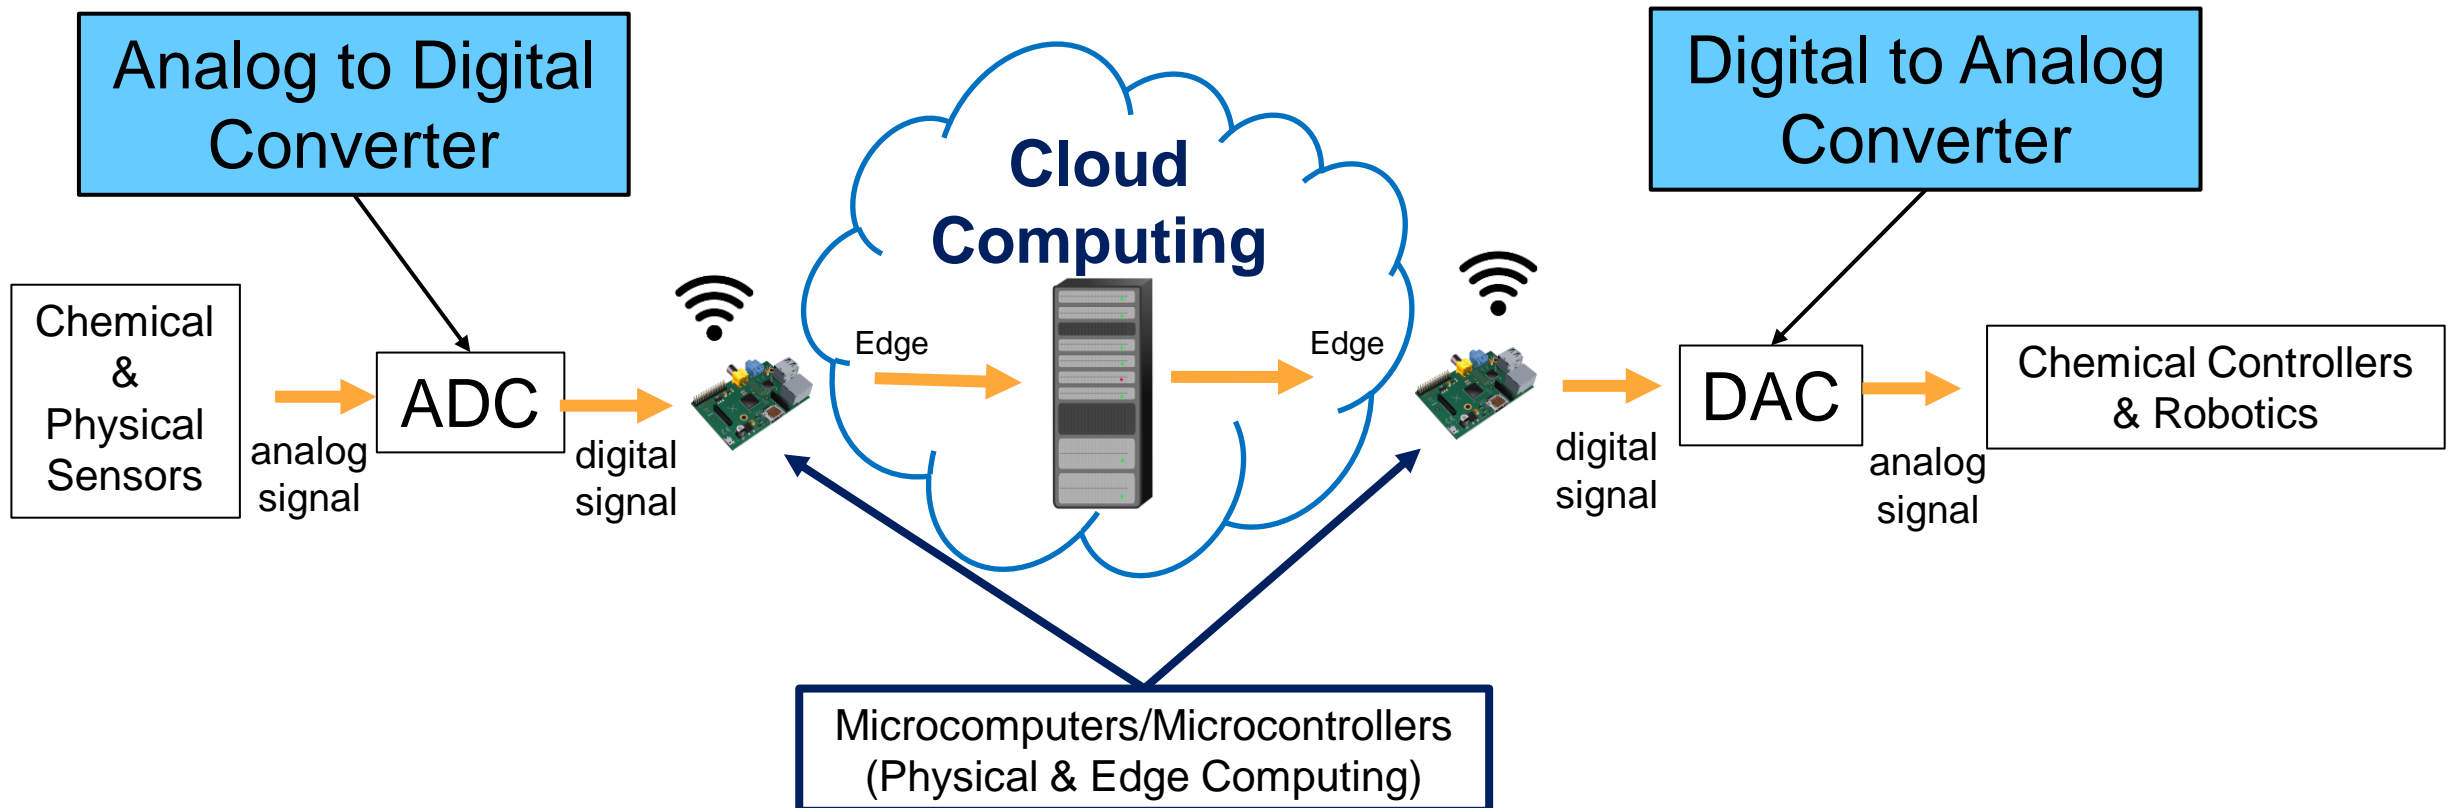 Analog to Digital
Converter
Digital to Analog
Converter
Cloud
Computing
Chemical
&
Physical
Sensors
analog
signal
ADC
digital
signal
Edge
Edge
digital
signal
DAC
analog
signal
Chemical Controllers
& Robotics
Microcomputers/Microcontrollers
(Physical & Edge Computing)